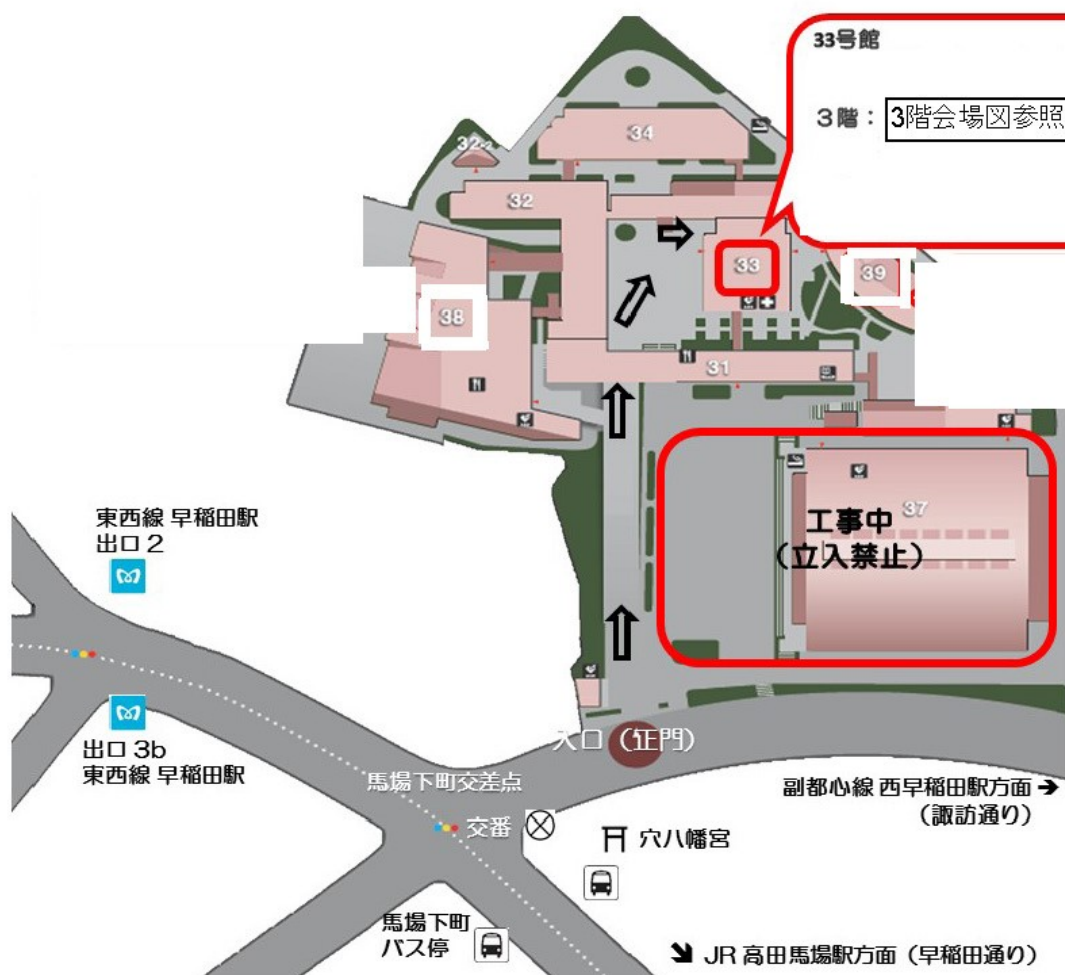 33号館
3階：
3階会場図参照
34
32-2
32
33
39
38
31
37
工事中
（立入禁止）
東西線 早稲田駅
出口 2
出口 3b
東西線 早稲田駅
入口（正門）
馬場下町交差点
交番
副都心線 西早稲田駅方面 →
（諏訪通り）
穴八幡宮
馬場下町
バス停
JR 高田馬場駅方面（早稲田通り）